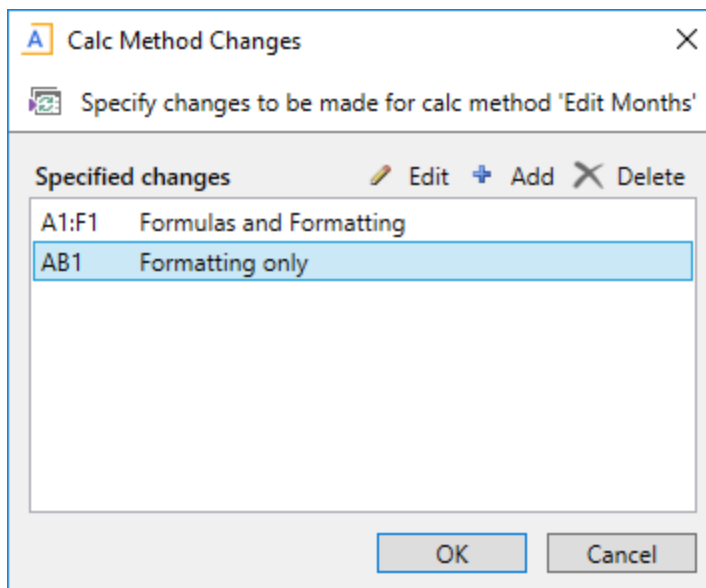 A Calc Method Changes
Specify changes to be made for calc method 'Edit Months'
Specified changes Edit Add Delete
A1:F1 Formulas and Formatting
AB1 Formatting only
OK Cancel